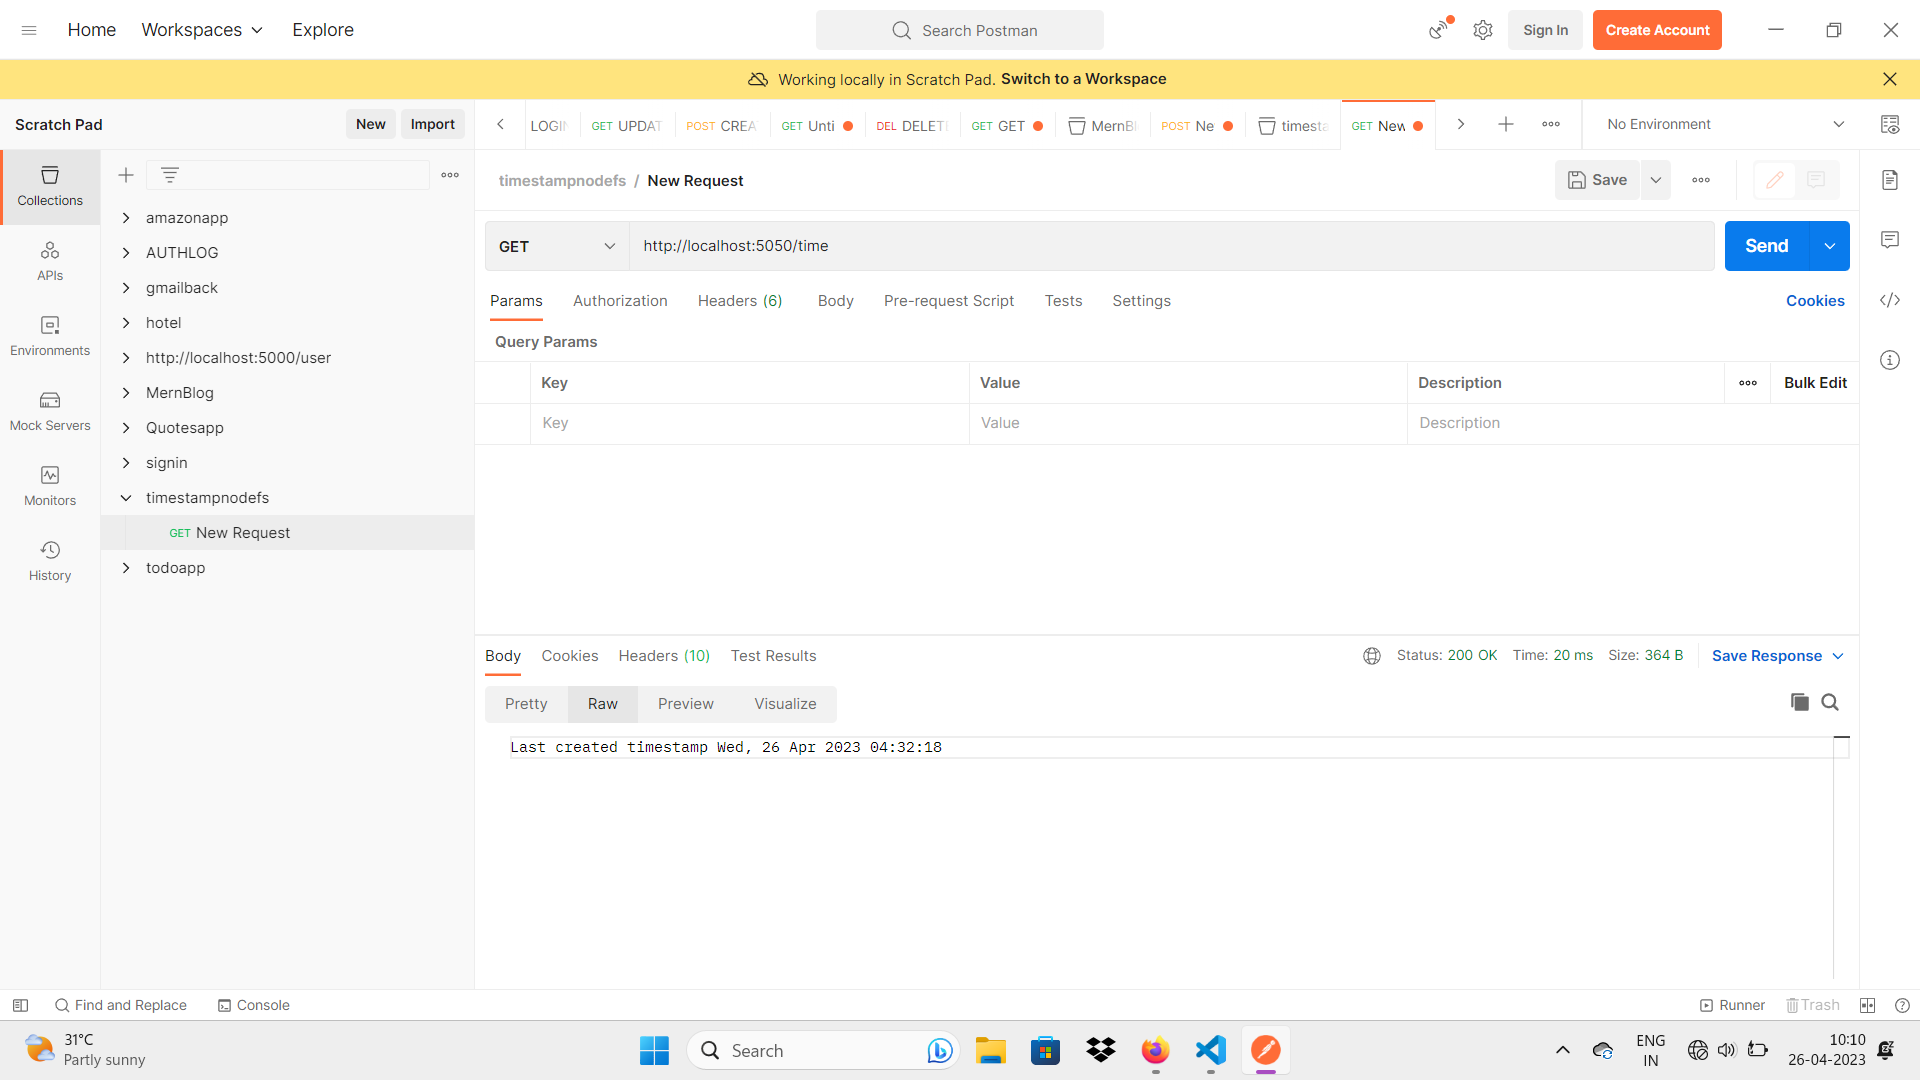 Home Workspaces Explore
Search Postman
Sign In Create Account
Working locally in Scratch Pad. Switch to a Workspace
Scratch Pad New Import
LOGIN GET UPDAT POST CREA GET Unti DEL DELETE GET GET MernBl POST Ne timesta GET New
No Environment
Collections
APIs
Environments
Mock Servers
Monitors
History
amazonapp
AUTHLOG
gmailback
hotel
http://localhost:5000/user
MernBlog
Quotesapp
signin
timestampnodefs
GET New Request
todoapp
timestampnodefs / New Request
Save
GET http://localhost:5050/time Send
Params Authorization Headers (6) Body Pre-request Script Tests Settings Cookies
Query Params
Key Value Description Bulk Edit
Key Value Description
Body Cookies Headers (10) Test Results Status: 200 OK Time: 20 ms Size: 364 B Save Response
Pretty Raw Preview Visualize
Last created timestamp Wed, 26 Apr 2023 04:32:18
Find and Replace Console Runner Trash
31°C
Partly sunny
Search
ENG
IN
10:10
26-04-2023